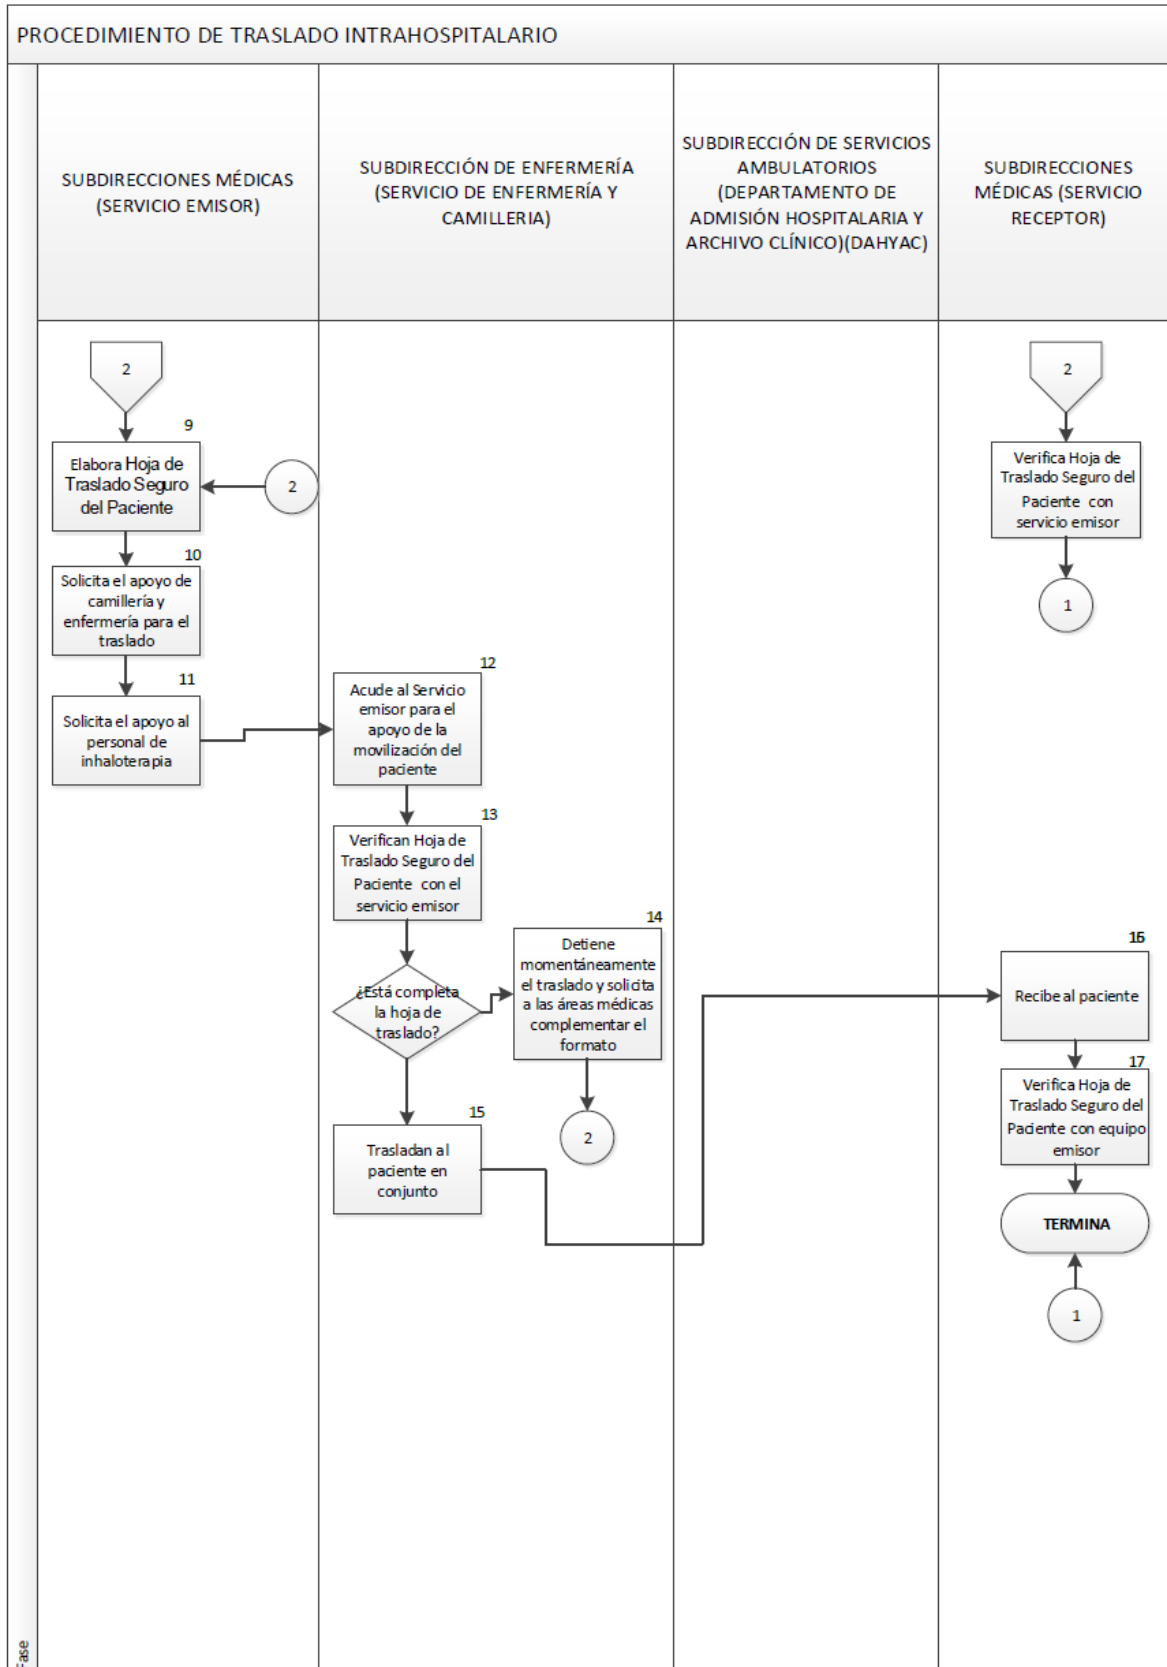 PROCEDIMIENTO DE TRASLADO INTRAHOSPITALARIO
SUBDIRECCIONES MÉDICAS
(SERVICIO EMISOR)
SUBDIRECCIÓN DE ENFERMERÍA
(SERVICIO DE ENFERMERÍA Y
CAMILLERIA)
SUBDIRECCIÓN DE SERVICIOS
AMBULATORIOS
(DEPARTAMENTO DE
ADMISIÓN HOSPITALARIA Y
ARCHIVO CLÍNICO)(DAHYAC)
SUBDIRECCIONES
MÉDICAS (SERVICIO
RECEPTOR)
2
9
Elabora Hoja de
Traslado Seguro
del Paciente
2
10
Solicita el apoyo de
camillería y
enfermería para el
traslado
11
Solicita el apoyo al
personal de
inhaloterapia
12
Acude al Servicio
emisor para el
apoyo de la
movilización del
paciente
13
Verifican Hoja de
Traslado Seguro del
Paciente con el
servicio emisor
¿Está completa
la hoja de
traslado?
14
Detiene
momentáneamente
el traslado y solicita
a las áreas médicas
complementar el
formato
2
15
Trasladan al
paciente en
conjunto
2
Verifica Hoja de
Traslado Seguro del
Paciente con
servicio emisor
1
16
Recibe al paciente
17
Verifica Hoja de
Traslado Seguro del
Paciente con equipo
emisor
TERMINA
1
Fase